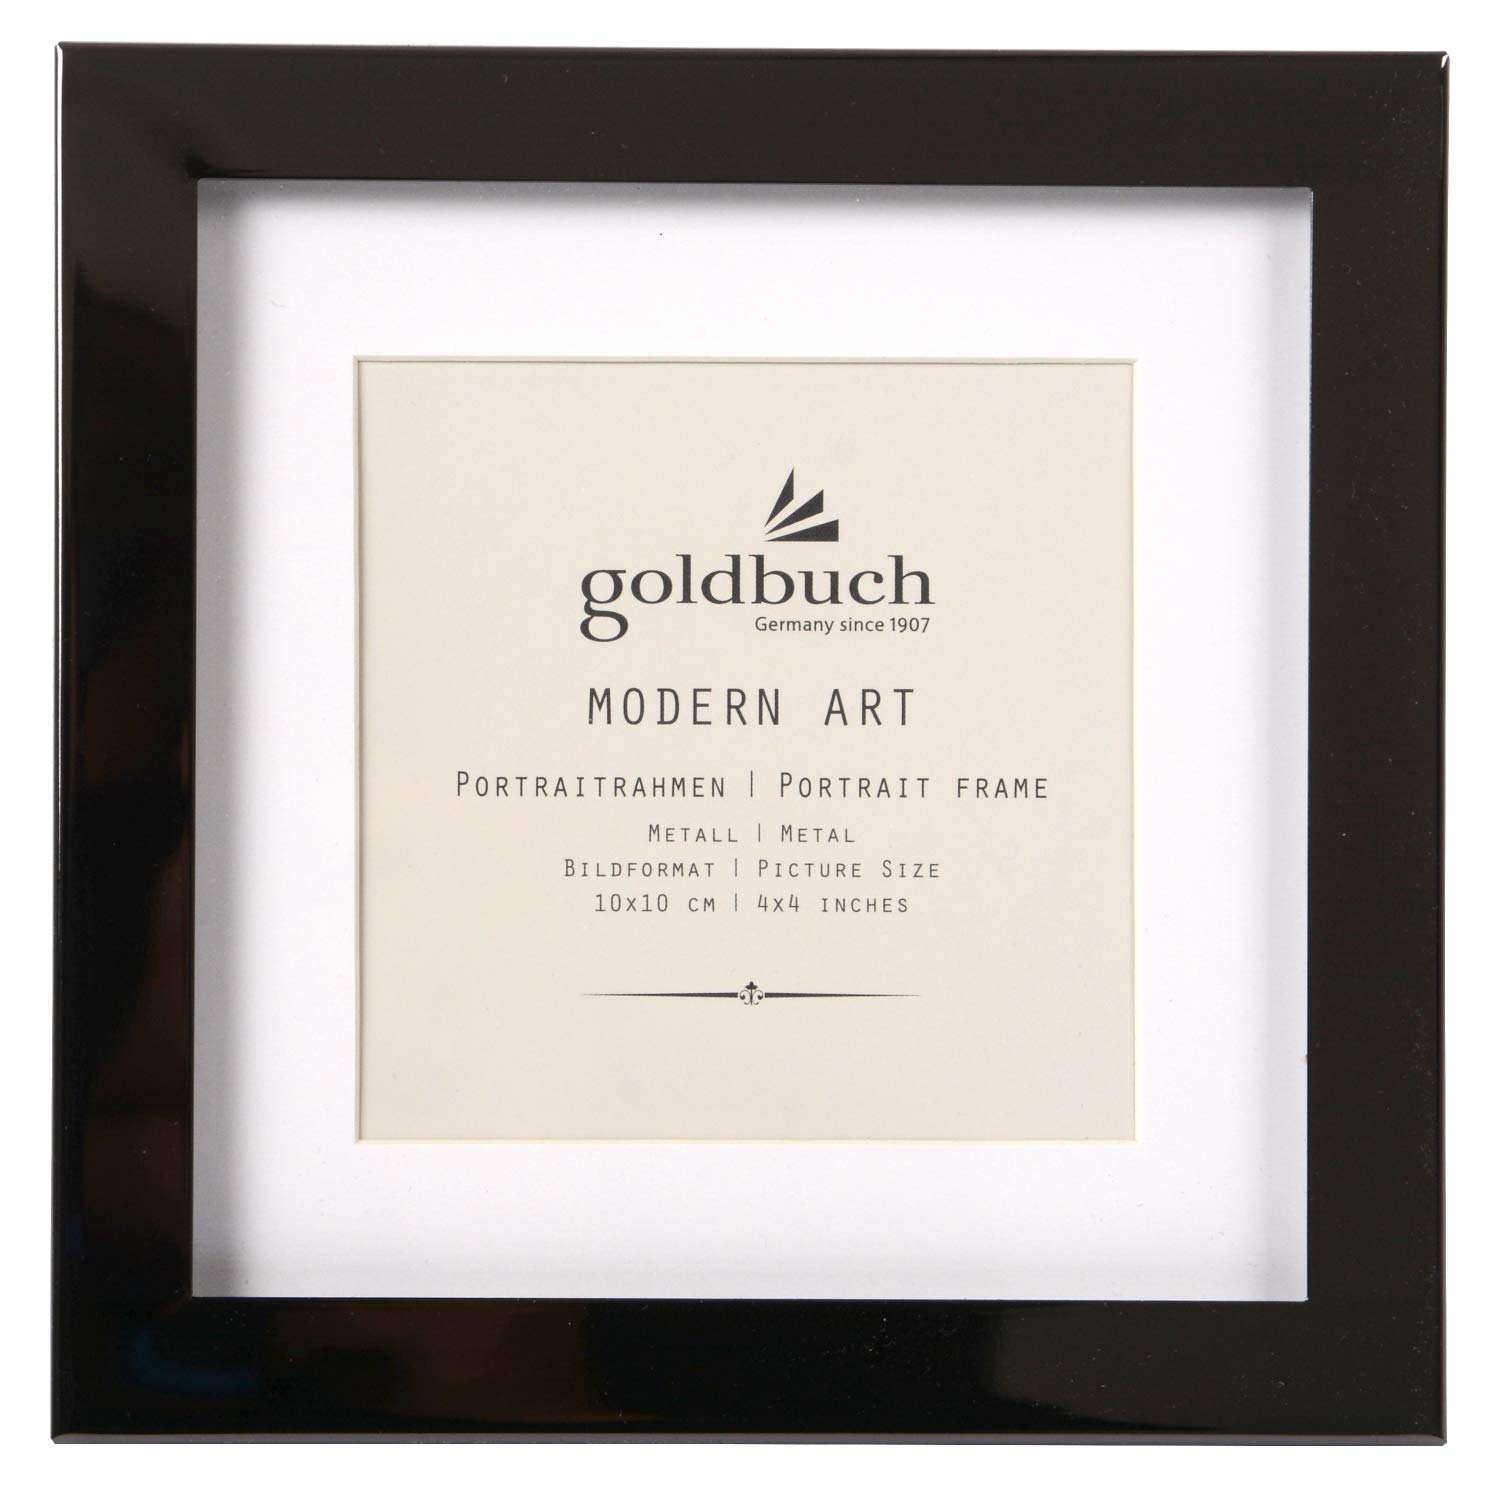 goldbuch
Germany since 1907
MODERN ART
PORTRAITRAHMEN | PORTRAIT FRAME
METALL | METAL
BILDFORMAT | PICTURE SIZE
10x10 CM | 4x4 INCHES